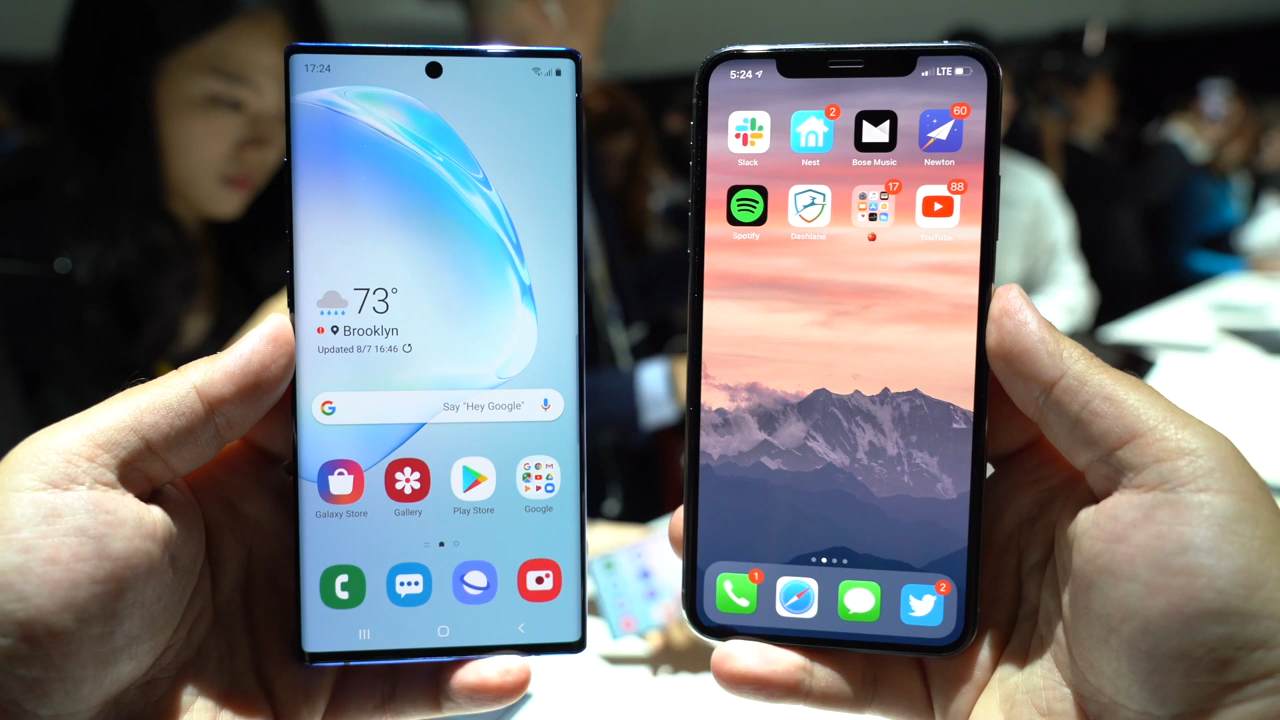 17:24
73°
Brooklyn
Updated 8/7 16:46
Say "Hey Google"
Galaxy Store
Gallery
Play Store
Google
5:24
LTE
2
60
Slack
Nest
Bose Music
Newton
17
88
Spotify
Dashlane
YouTube
1
2